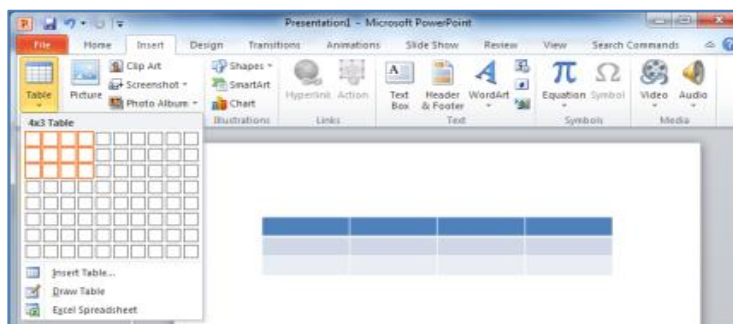 Presentation1 - Microsoft PowerPoint
File Home Insert Design Transitions Animations Slide Show Review View Search Commands
Table
Picture
Clip Art
Screenshot
Photo Album
Shapes
SmartArt
Chart
Hyperlink Action
Text Box
Header & Footer
WordArt
Equation Symbol
Video Audio
Illustrations Links Text Symbols Media
4x3 Table
Insert Table...
Draw Table
Excel Spreadsheet